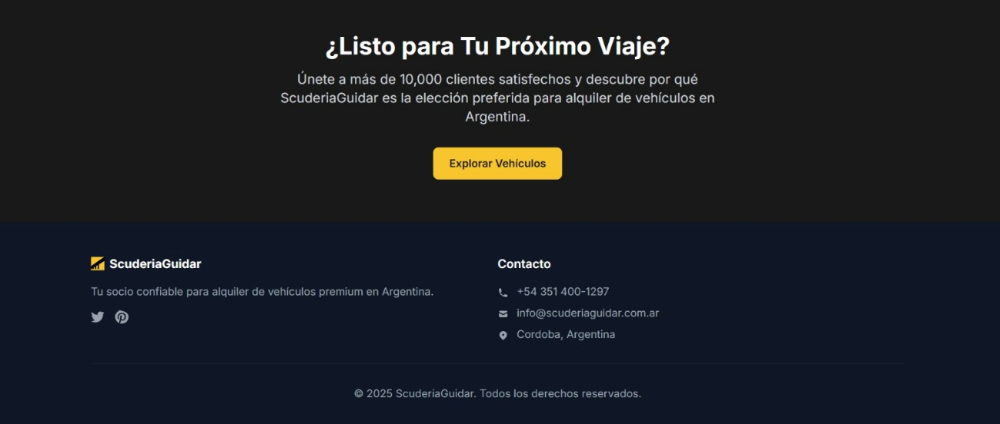 ¿Listo para Tu Próximo Viaje?
Únete a más de 10,000 clientes satisfechos y descubre por qué
ScuderiaGuidar es la elección preferida para alquiler de vehículos en
Argentina.
Explorar Vehículos
ScuderiaGuidar
Tu socio confiable para alquiler de vehículos premium en Argentina.
Contacto
+54 351 400-1297
info@scuderiaguidar.com.ar
Cordoba, Argentina
© 2025 ScuderiaGuidar. Todos los derechos reservados.